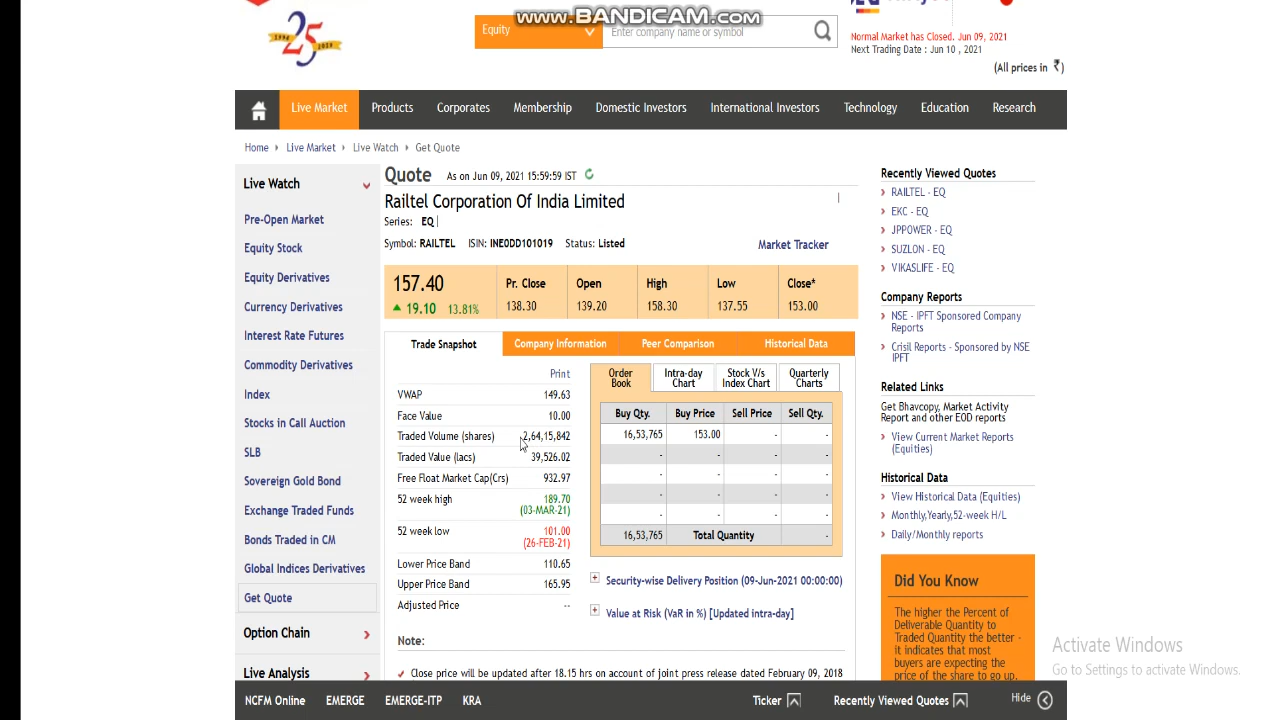 www.BANDICAM.com
25
Equity
Enter company name or symbol
Normal Market has Closed. Jun 09, 2021
Next Trading Date : Jun 10 , 2021
(All prices in ₹)
Live Market Products Corporates Membership Domestic Investors International Investors Technology Education Research
Home Live Market Live Watch Get Quote
Live Watch
Pre-Open Market
Equity Stock
Equity Derivatives
Currency Derivatives
Interest Rate Futures
Commodity Derivatives
Index
Stocks in Call Auction
SLB
Sovereign Gold Bond
Exchange Traded Funds
Bonds Traded in CM
Global Indices Derivatives
Get Quote
Option Chain
Live Analysis
Quote As on Jun 09, 2021 15:59:59 IST
Railtel Corporation Of India Limited
Series: EQ |
Symbol: RAILTEL ISIN: INE0DD101019 Status: Listed Market Tracker
157.40 Pr. Close Open High Low Close*
19.10 13.81% 138.30 139.20 158.30 137.55 153.00
Trade Snapshot Company Information Peer Comparison Historical Data
Print
VWAP 149.63
Face Value 10.00
Traded Volume (shares) 2,64,15,842
Traded Value (lacs) 39,526.02
Free Float Market Cap(Crs) 932.97
52 week high 189.70
(03-MAR-21)
52 week low 101.00
(26-FEB-21)
Lower Price Band 110.65
Upper Price Band 165.95
Adjusted Price --
Order Book Intra-day Chart Stock V/s Index Chart Quarterly Charts
Buy Qty. Buy Price Sell Price Sell Qty.
16,53,765 153.00 - -
- - - -
- - - -
- - - -
- - - -
16,53,765 Total Quantity -
Security-wise Delivery Position (09-Jun-2021 00:00:00)
Value at Risk (VaR in %) [Updated intra-day]
Note:
Close price will be updated after 18.15 hrs on account of joint press release dated February 09, 2018
Recently Viewed Quotes
RAILTEL - EQ
EKC - EQ
JPPOWER - EQ
SUZLON - EQ
VIKASLIFE - EQ
Company Reports
NSE - IPFT Sponsored Company
Reports
Crisil Reports - Sponsored by NSE
IPFT
Related Links
Get Bhavcopy, Market Activity
Report and other EOD reports
View Current Market Reports
(Equities)
Historical Data
View Historical Data (Equities)
Monthly,Yearly,52-week H/L
Daily/Monthly reports
Did You Know
The higher the Percent of
Deliverable Quantity to
Traded Quantity the better -
it indicates that most
buyers are expecting the
price of the share to go up.
Activate Windows
Go to Settings to activate Windows.
NCFM Online EMERGE EMERGE-ITP KRA Ticker Recently Viewed Quotes Hide